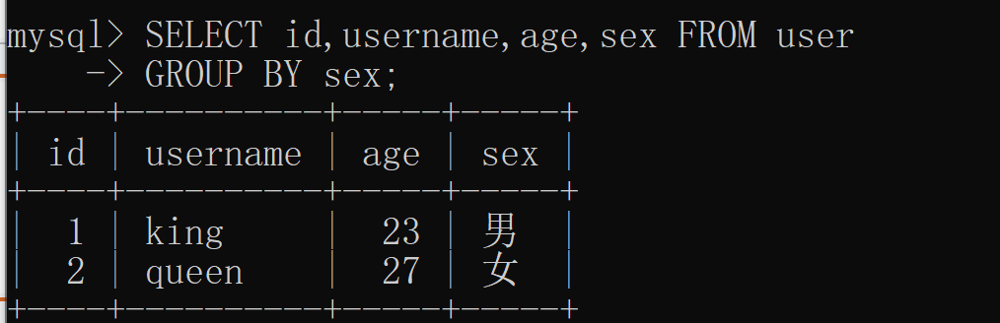 mysql> SELECT id,username,age,sex FROM user
    -> GROUP BY sex;
+----+----------+-----+-----+
| id | username | age | sex |
+----+----------+-----+-----+
|  1 | king     |  23 | 男  |
|  2 | queen    |  27 | 女  |
+----+----------+-----+-----+